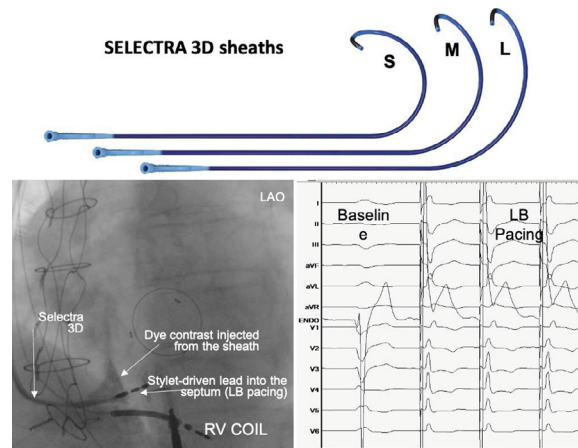 SELECTRA 3D sheaths
S
M
L
LAO
Selectra
3D
Dye contrast injected
from the sheath
Stylet-driven lead into the
septum (LB pacing)
RV COIL
Baselin
e
LB
Pacing
I
II
III
aVF
aVL
aVR
ENDO
V1
V2
V3
V4
V5
V6